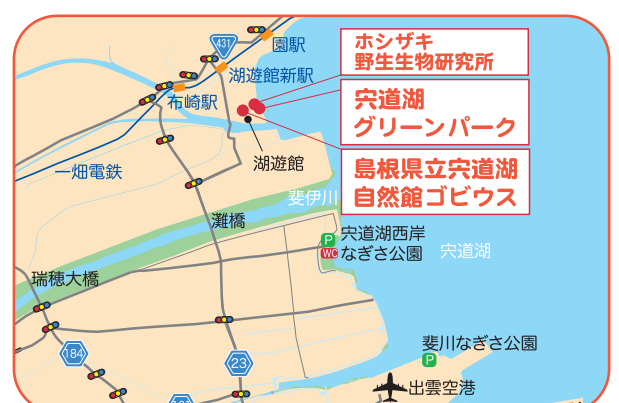 園駅
431
湖遊館新駅
布崎駅
一畑電鉄
湖遊館
ホシザキ
野生生物研究所
宍道湖
グリーンパーク
島根県立宍道湖
自然館ゴビウス
斐伊川
灘橋
P
宍道湖西岸
WC
なぎさ公園
宍道湖
瑞穂大橋
184
23
斐川なぎさ公園
P
出雲空港